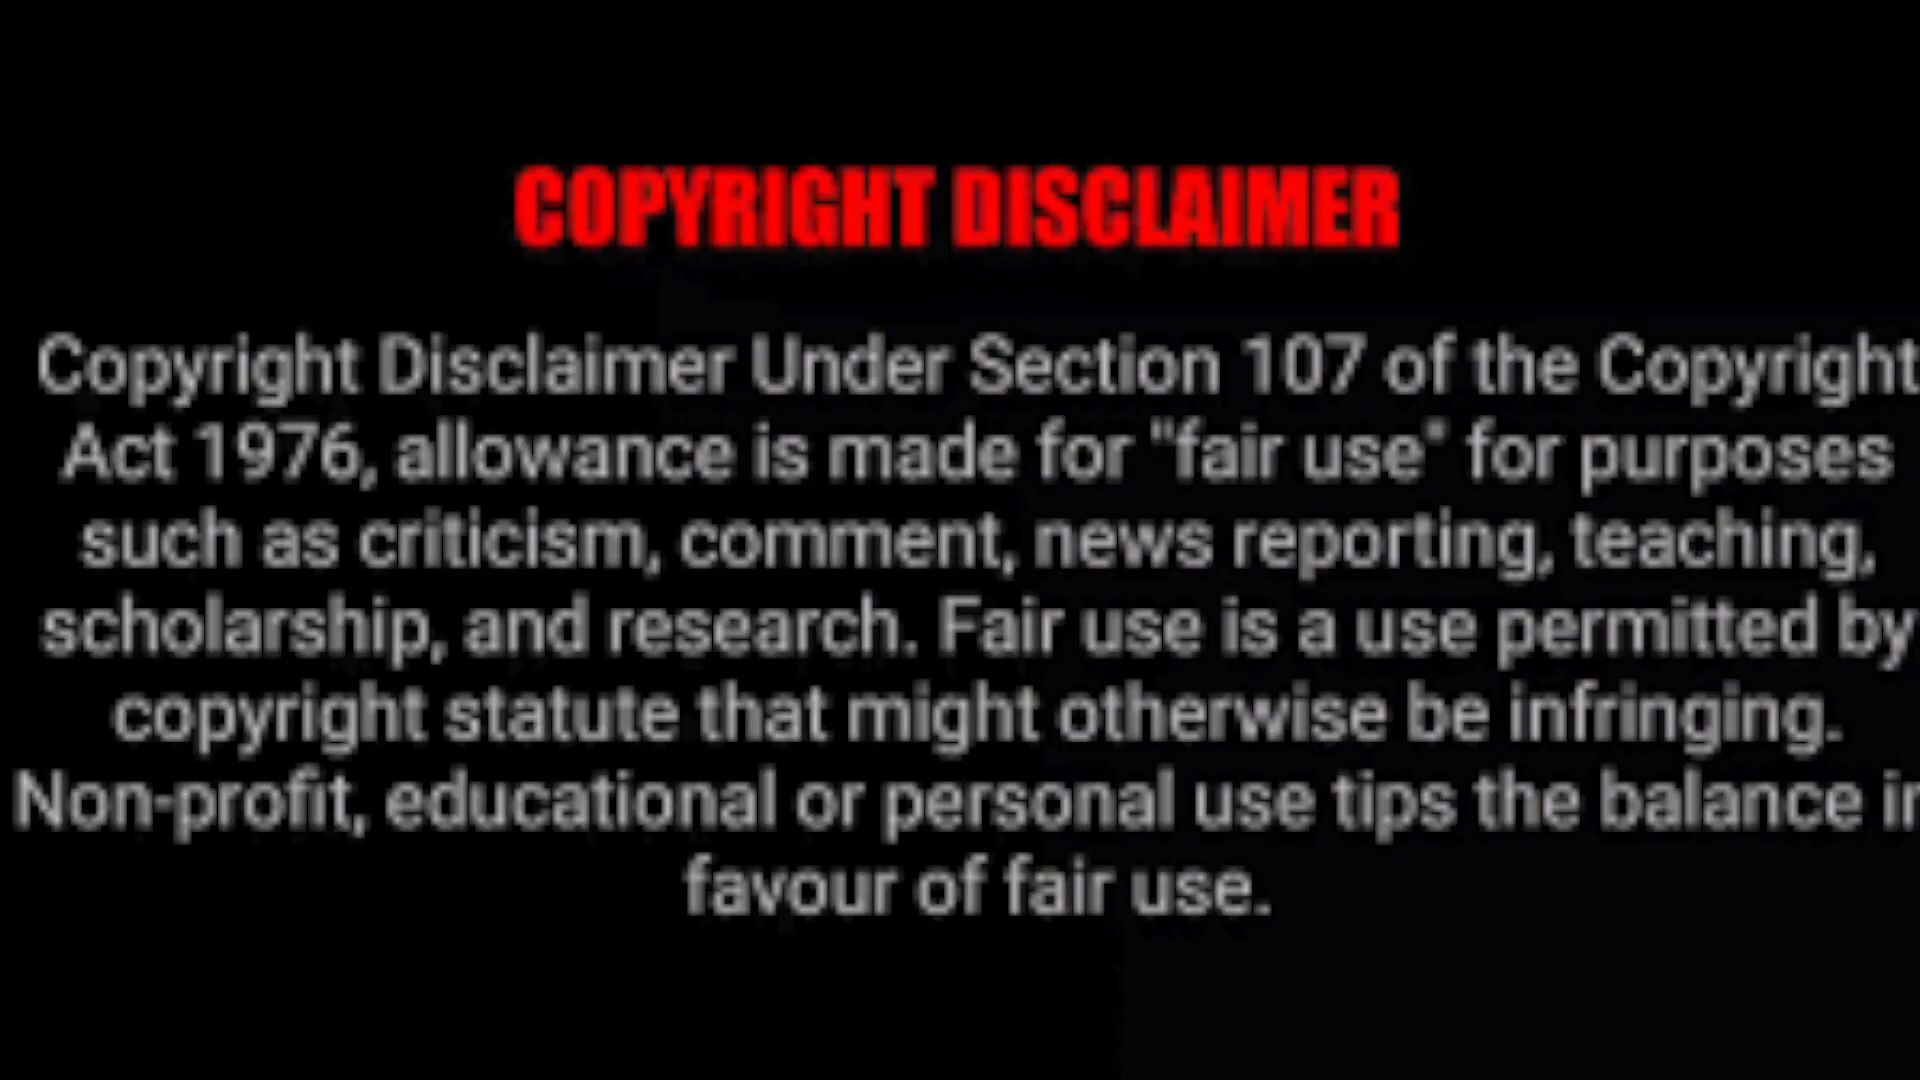 COPYRIGHT DISCLAIMER
Copyright Disclaimer Under Section 107 of the Copyright
Act 1976, allowance is made for "fair use" for purposes
such as criticism, comment, news reporting, teaching,
scholarship, and research. Fair use is a use permitted by
copyright statute that might otherwise be infringing.
Non-profit, educational or personal use tips the balance in
favour of fair use.